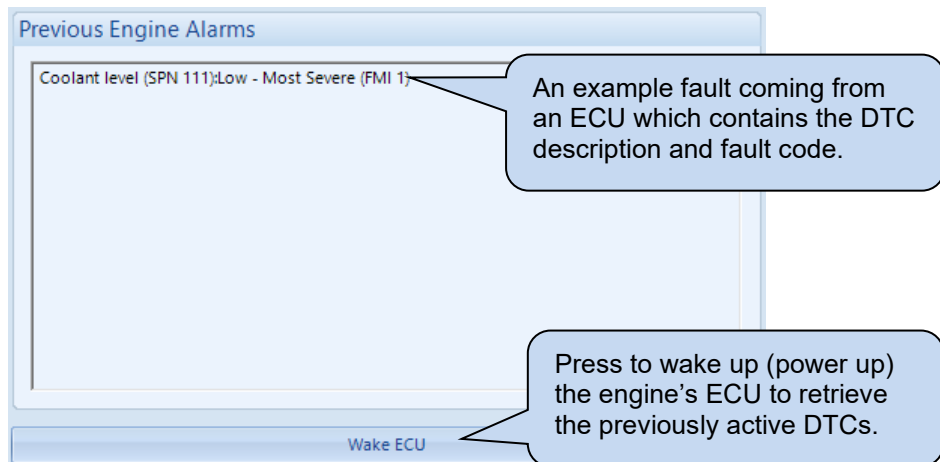 Previous Engine Alarms
Coolant level (SPN 111):Low - Most Severe (FMI 1)
An example fault coming from
an ECU which contains the DTC
description and fault code.
Press to wake up (power up)
the engine’s ECU to retrieve
the previously active DTCs.
Wake ECU